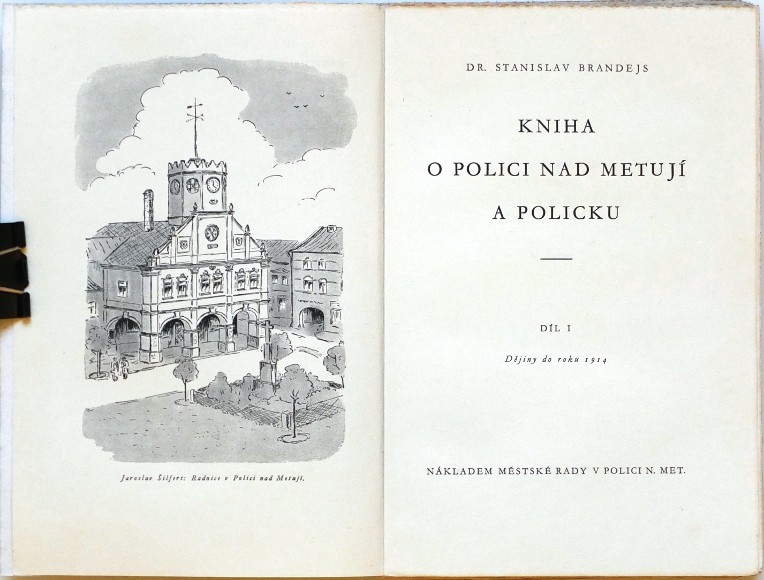 Jaroslav Šilfert: Radnice v Polici nad Metují.
DR. STANISLAV BRANDEJS
KNIHA
O POLICI NAD METUJÍ
A POLICKU
DÍL I
Dějiny do roku 1914
NÁKLADEM MĚSTSKÉ RADY V POLICI N. MET.